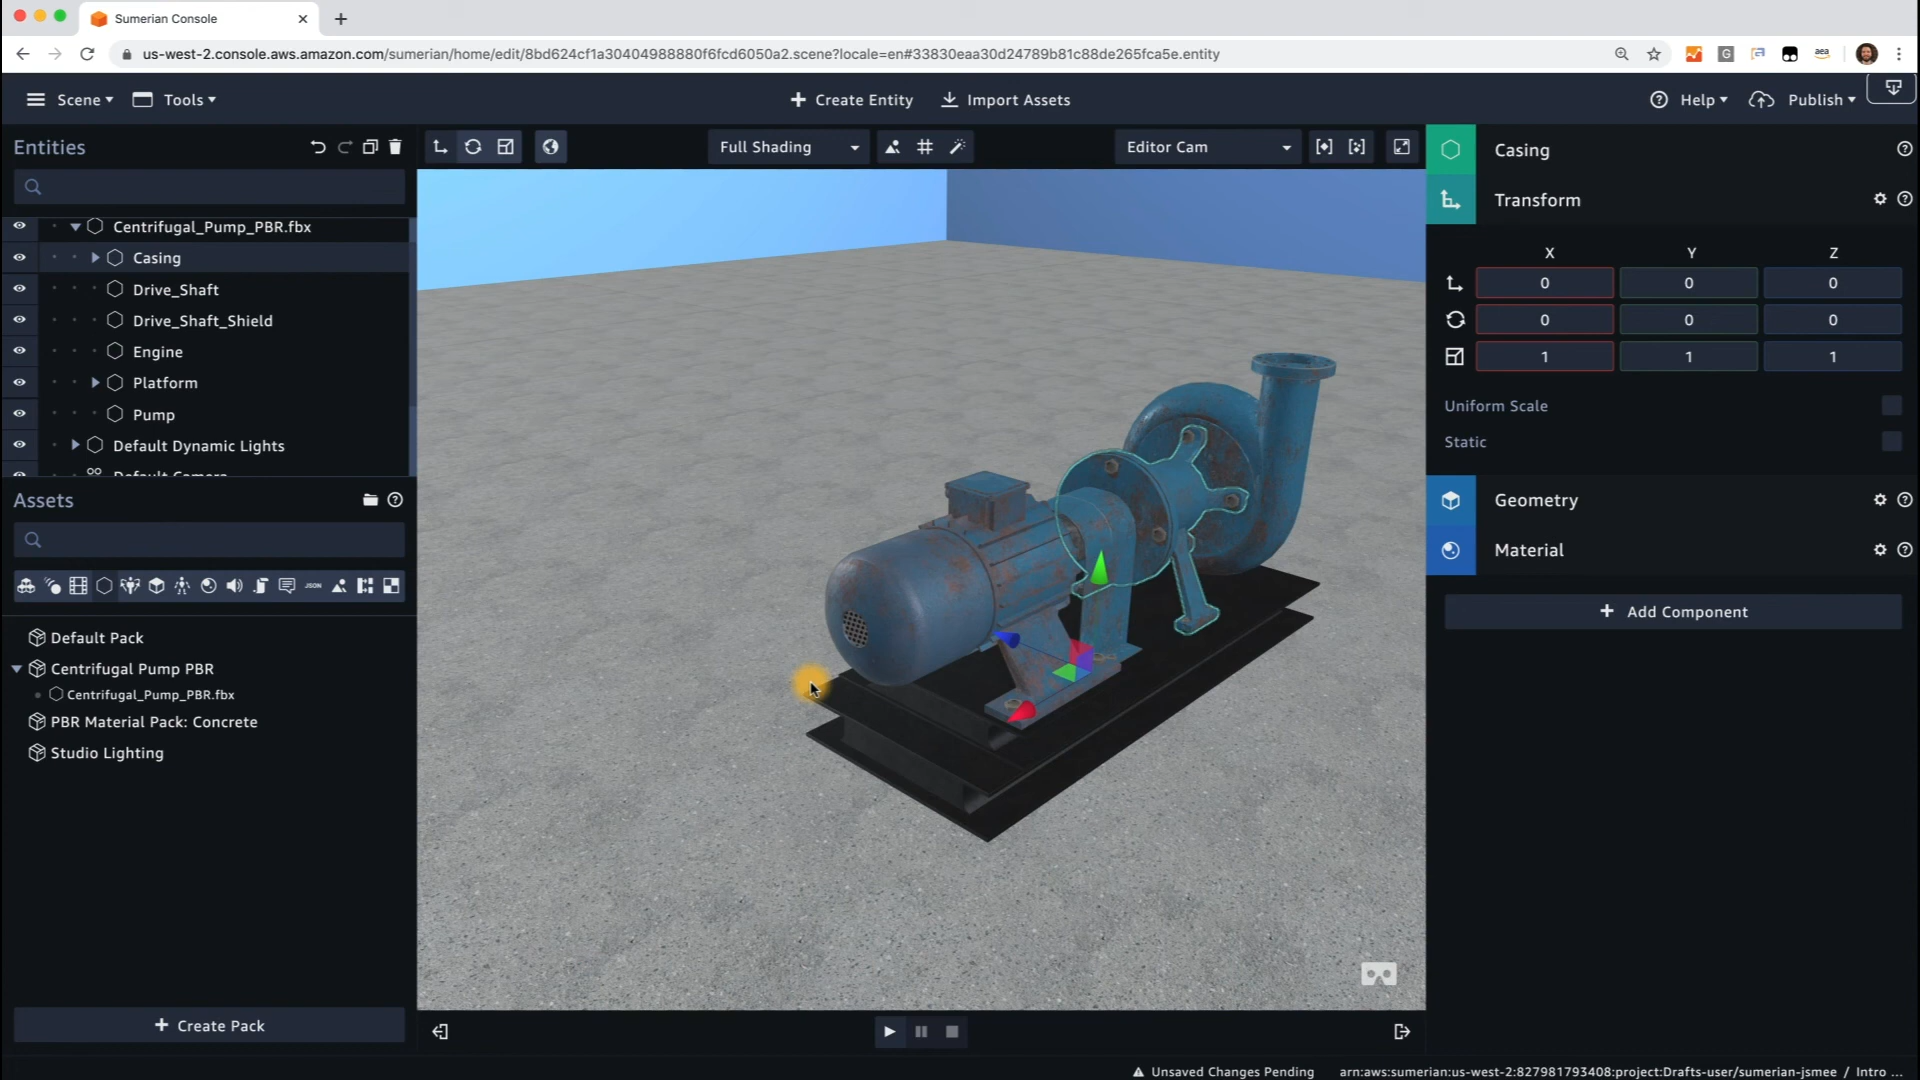 Sumerian Console
us-west-2.console.aws.amazon.com/sumerian/home/edit/8bd624cf1a30404988880f6fcd6050a2.scene?locale=en#33830eaa30d24789b81c88de265fca5e.entity
aea
Scene
Tools
Create Entity
Import Assets
Help
Publish
Entities
Full Shading
Editor Cam
Casing
Transform
Centrifugal_Pump_PBR.fbx
Casing
Drive_Shaft
Drive_Shaft_Shield
Engine
Platform
Pump
Default Dynamic Lights
Default Camera
X Y Z
0 0 0
0 0 0
1 1 1
Uniform Scale
Static
Geometry
Material
Add Component
Assets
JSON
Default Pack
Centrifugal Pump PBR
Centrifugal_Pump_PBR.fbx
PBR Material Pack: Concrete
Studio Lighting
Create Pack
Unsaved Changes Pending
arn:aws:sumerian:us-west-2:827981793408:project:Drafts-user/sumerian-jsmee / Intro ...